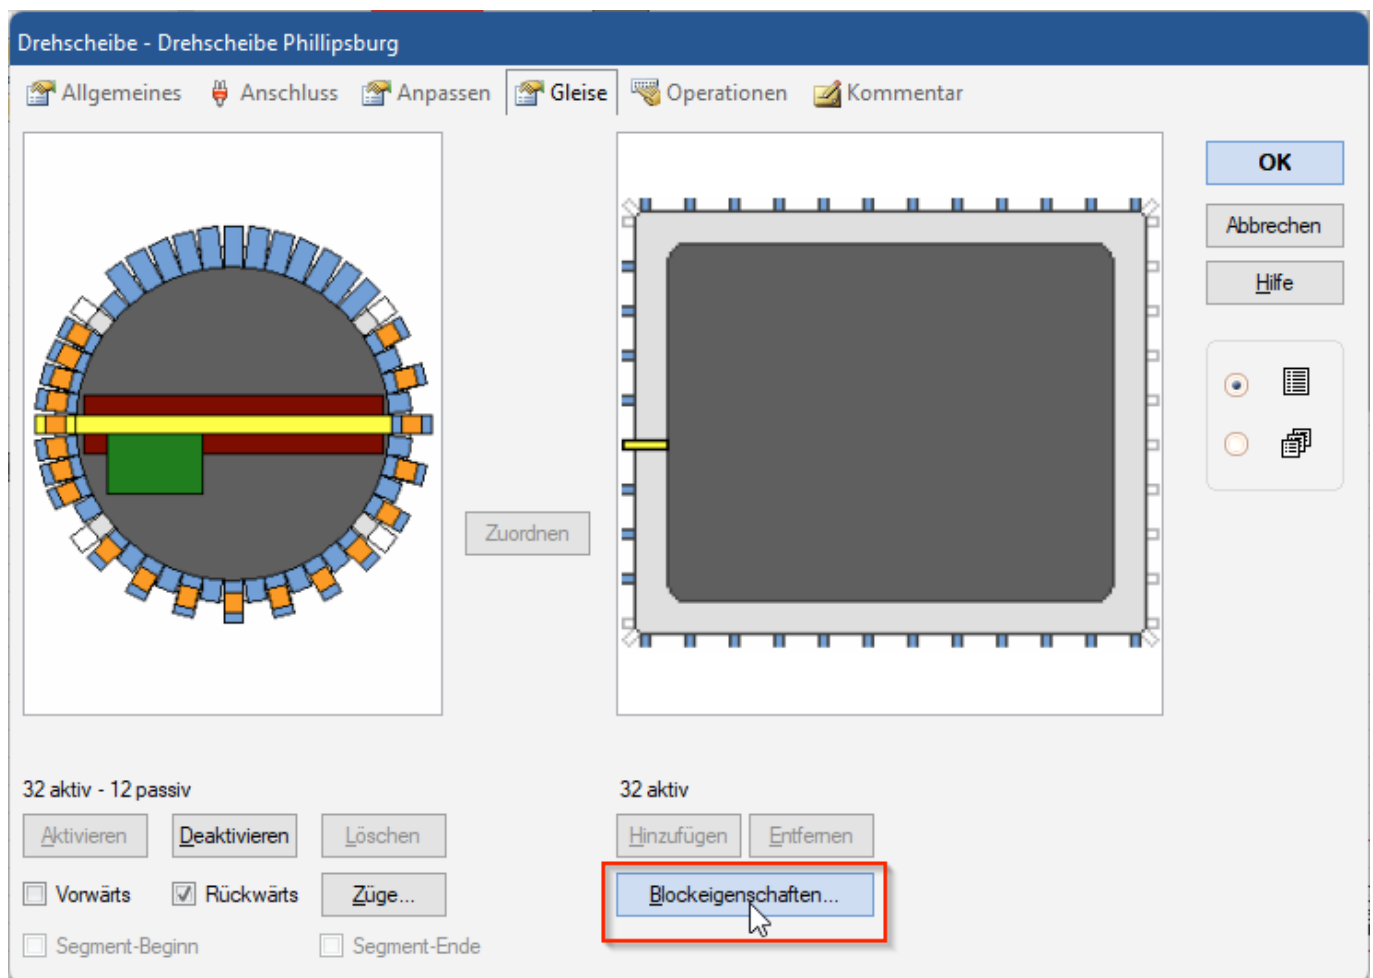 Drehscheibe - Drehscheibe Phillipsburg
Allgemeines Anschluss Anpassen Gleise Operationen Kommentar
OK
Abbrechen
Hilfe
Zuordnen
32 aktiv - 12 passiv
32 aktiv
Aktivieren Deaktivieren Löschen
Hinzufügen Entfernen
Vorwärts Rückwärts Züge...
Blockeigenschaften...
Segment-Beginn Segment-Ende